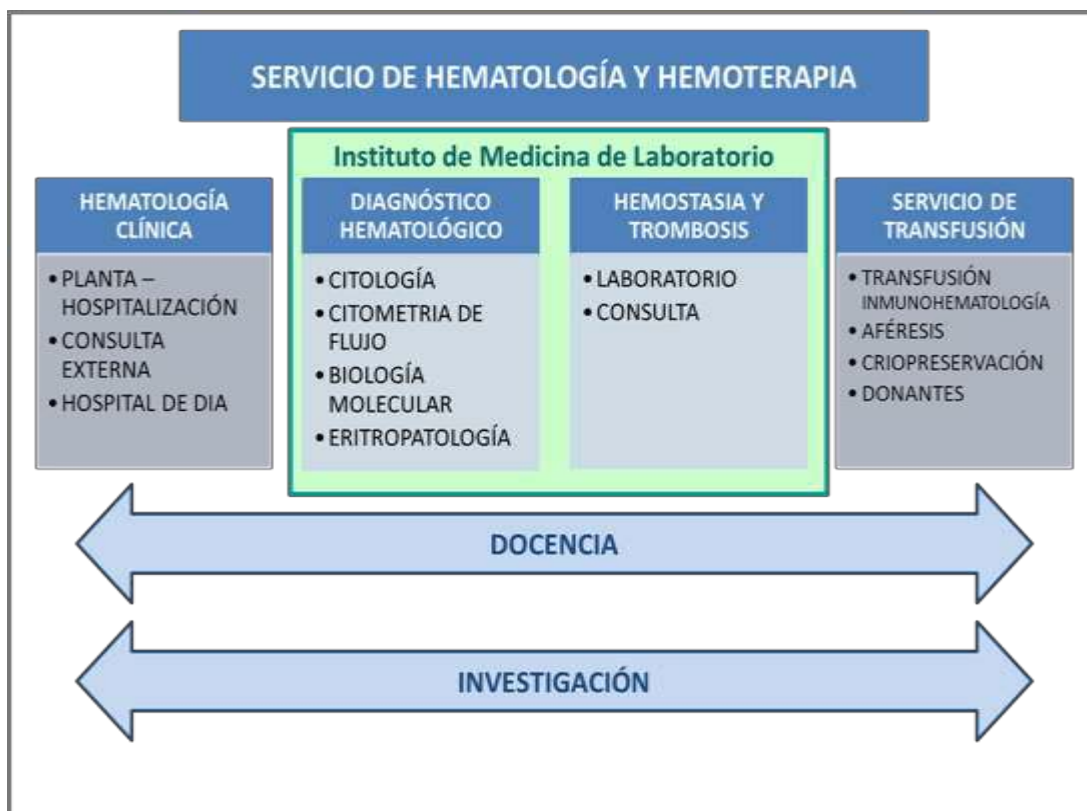 SERVICIO DE HEMATOLOGÍA Y HEMOTERAPIA
Instituto de Medicina de Laboratorio
HEMATOLOGÍA
CLÍNICA
• PLANTA –
HOSPITALIZACIÓN
• CONSULTA
EXTERNA
• HOSPITAL DE DIA
DIAGNÓSTICO
HEMATOLÓGICO
• CITOLOGÍA
• CITOMETRIA DE
FLUJO
• BIOLOGÍA
MOLECULAR
• ERITROPATOLOGÍA
HEMOSTASIA Y
TROMBOSIS
• LABORATORIO
• CONSULTA
SERVICIO DE
TRANSFUSIÓN
• TRANSFUSIÓN
INMUNOHEMATOLOGÍA
• AFÉRESIS
• CRIOPRESERVACIÓN
• DONANTES
DOCENCIA
INVESTIGACIÓN